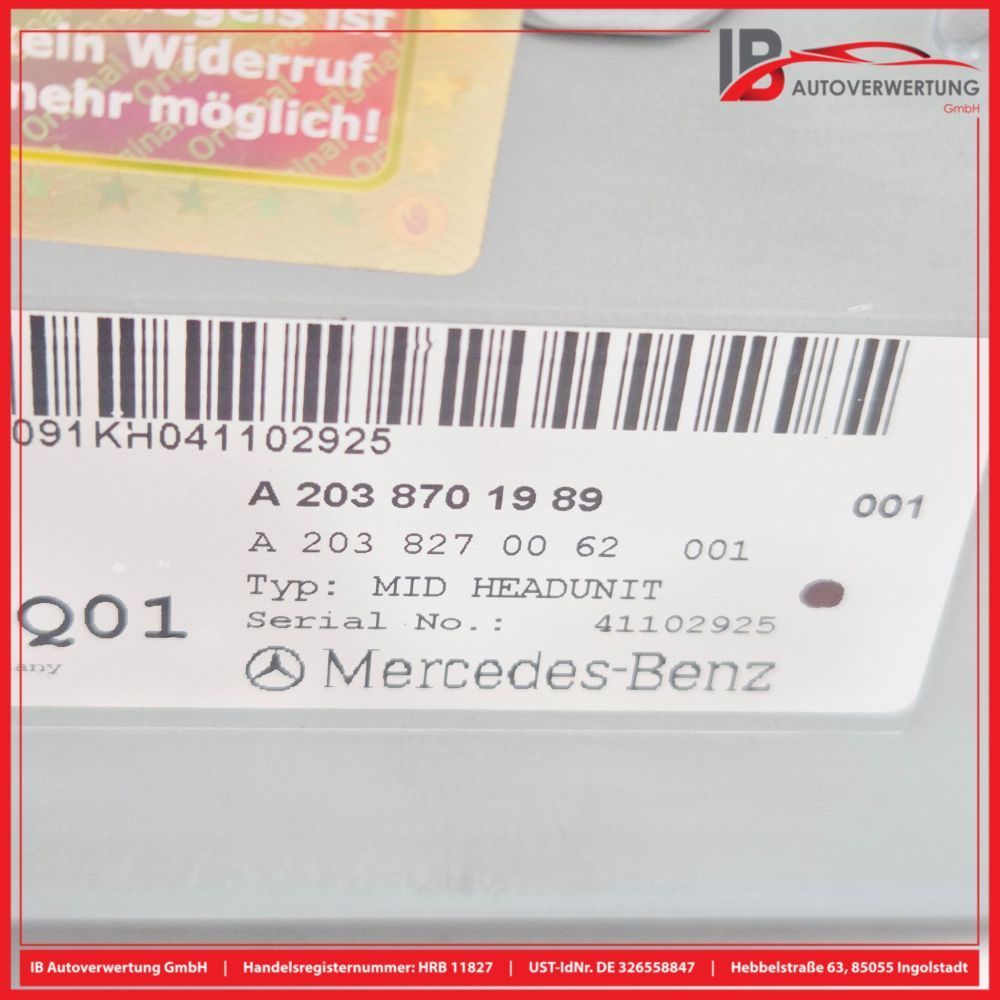 ist
Widerruf
mehr möglich!
IB
AUTOVERWERTUNG
GmbH
091KH041102925
A 203 870 19 89 001
A 203 827 00 62 001
Typ: MID HEADUNIT
Q01
Serial No.: 41102925
Mercedes-Benz
IB Autoverwertung GmbH | Handelsregisternummer: HRB 11827 | UST-IdNr. DE 326558847 | Hebbelstraße 63, 85055 Ingolstadt